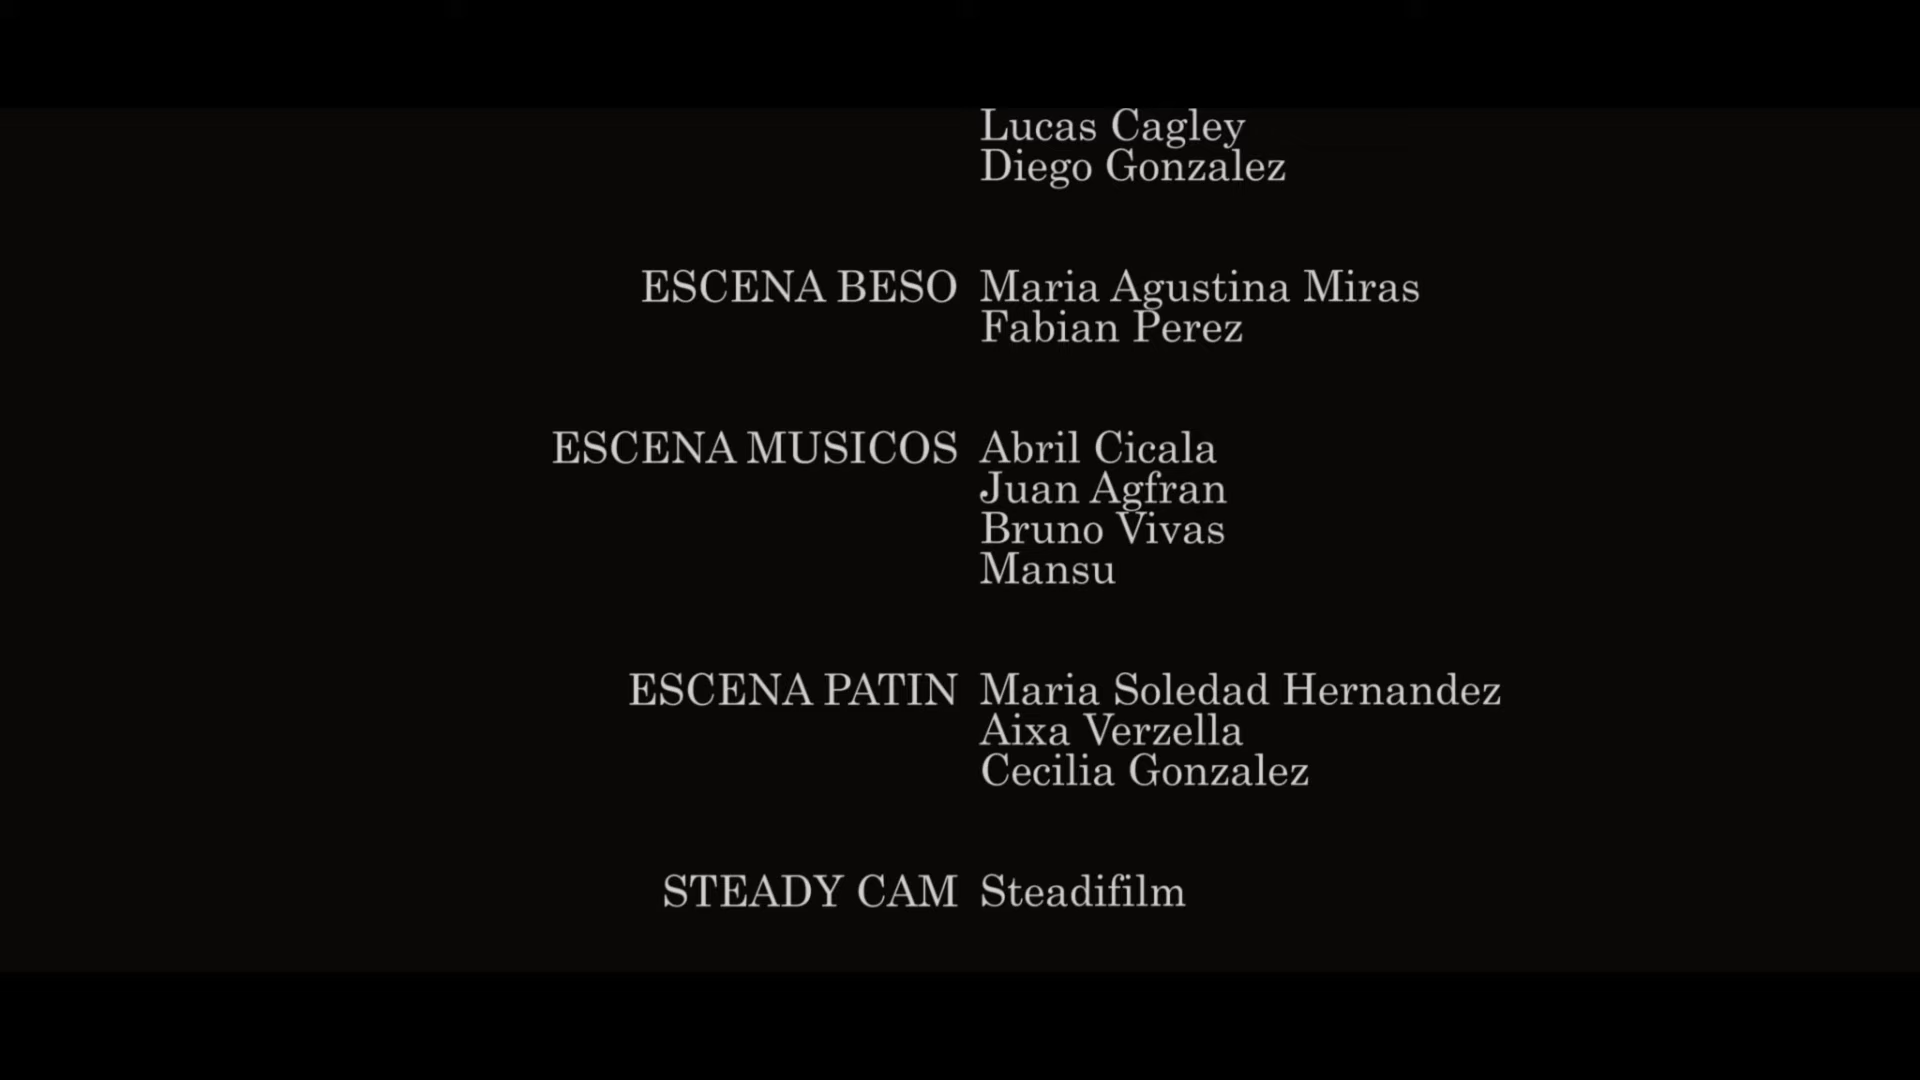 Lucas Cagley
Diego Gonzalez
ESCENA BESO Maria Agustina Miras
Fabian Perez
ESCENA MUSICOS Abril Cicala
Juan Agfran
Bruno Vivas
Mansu
ESCENA PATIN Maria Soledad Hernandez
Aixa Verzella
Cecilia Gonzalez
STEADY CAM Steadifilm